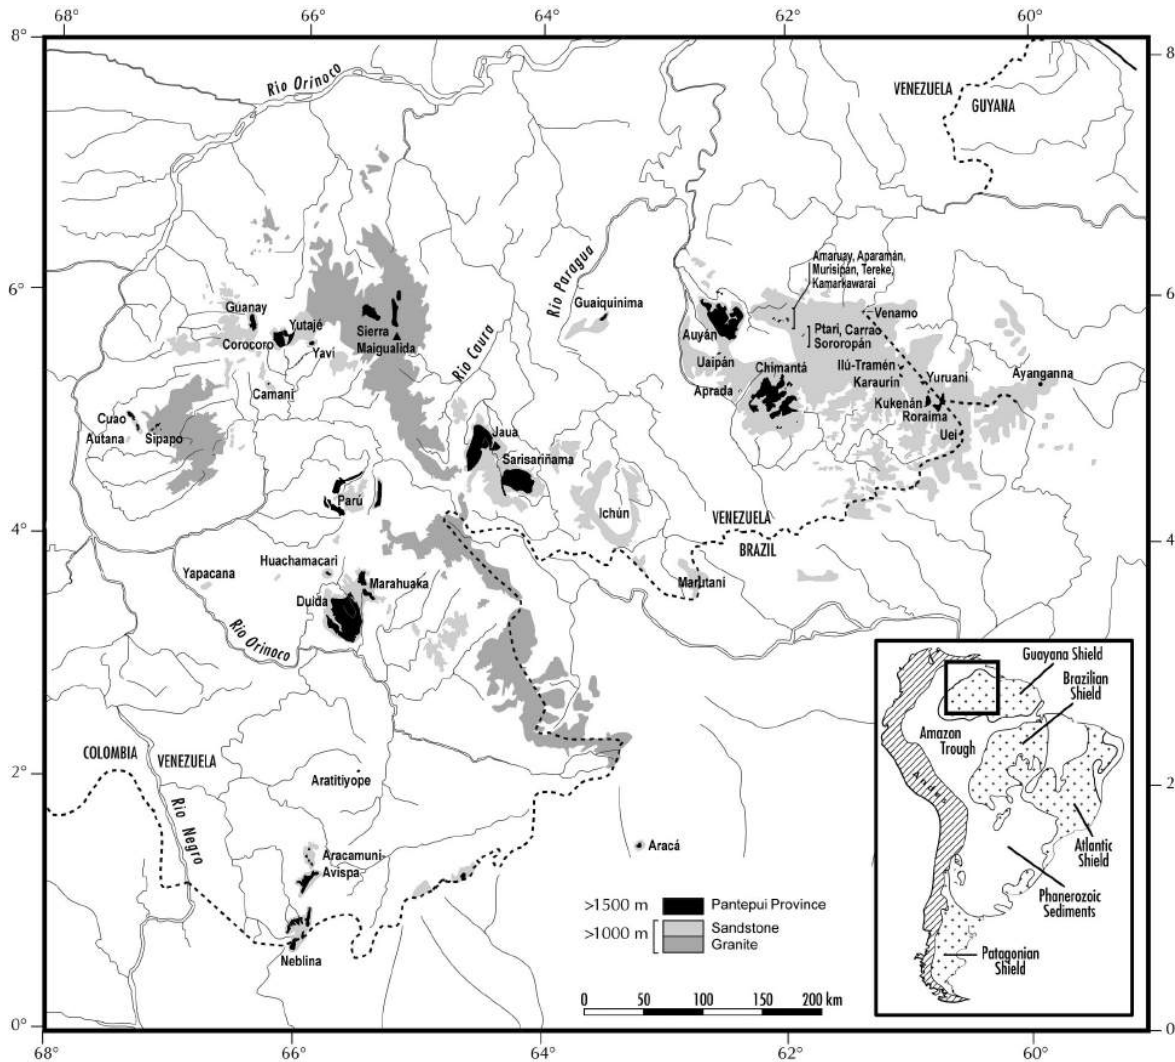 68°
66°
64°
62°
60°
8°
8
Rio Orinoco
VENEZUELA
GUYANA
6°
6
Guanay
Corocoro
Yutajé
Yaví
Camani
Sierra
Maigualida
Rio Caura
Rio Paragua
Guaiquinima
Amaruay, Aparamán,
Murisipán, Tereke,
Kamarkawarai
Venamo
Auyán
Ptari, Carrao
Sororopán
Uaipán
Chimantá
Ilú-Tramén
Karaurín
Aprada
Yuruani
Ayanganna
Kukenán
Roraima
Uei
Cuao
Autana
Sipapo
Jaua
Sarisariñama
Parú
Ichún
4°
4
VENEZUELA
BRAZIL
Huachamacari
Marahuaka
Yapacana
Duida
Marutani
Rio Orinoco
COLOMBIA
VENEZUELA
2°
2
Aratitiyope
Rio Negro
Aracamuni-
Avispa
Aracá
Neblina
>1500 m
Pantepui Province
>1000 m
Sandstone
Granite
0 50 100 150 200 km
Guayana Shield
Brazilian
Shield
Amazon
Trough
Andes
Atlantic
Shield
Phanerozoic
Sediments
Patagonian
Shield
0°
0
68°
66°
64°
62°
60°